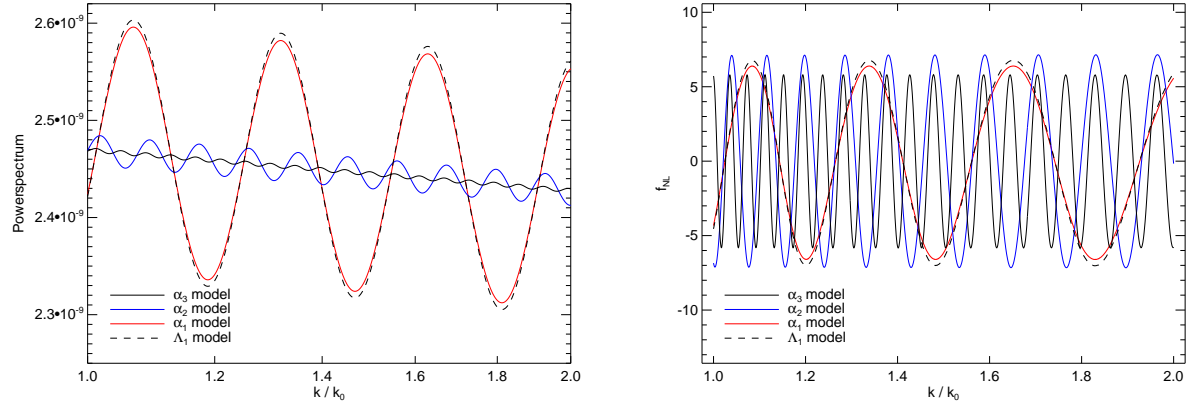 2.6•10⁻⁹
2.5•10⁻⁹
2.4•10⁻⁹
2.3•10⁻⁹
Powerspectrum
α₃ model
α₂ model
α₁ model
Λ₁ model
1.0 1.2 1.4 1.6 1.8 2.0
k / k₀
10
5
0
-5
-10
f_NL
α₃ model
α₂ model
α₁ model
Λ₁ model
1.0 1.2 1.4 1.6 1.8 2.0
k / k₀